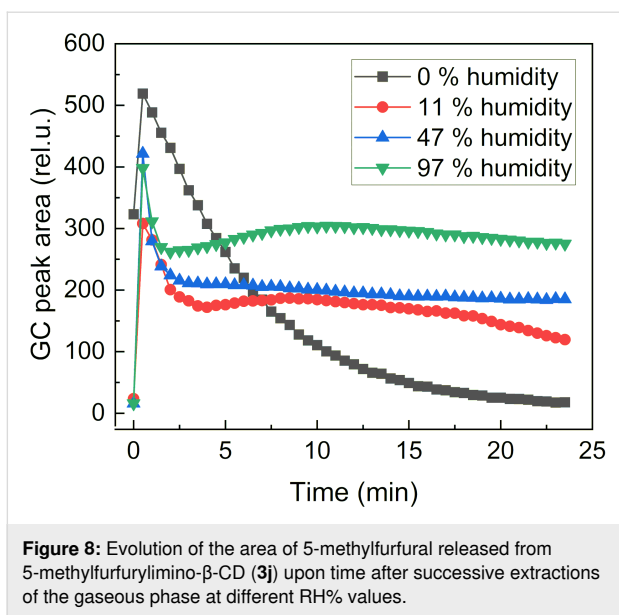 600
500
400
300
200
100
0
GC peak area (rel.u.)
0 % humidity
11 % humidity
47 % humidity
97 % humidity
0
5
10
15
20
25
Time (min)
Figure 8: Evolution of the area of 5-methylfurfural released from
5-methylfurfurylimino-β-CD (3j) upon time after successive extractions
of the gaseous phase at different RH% values.